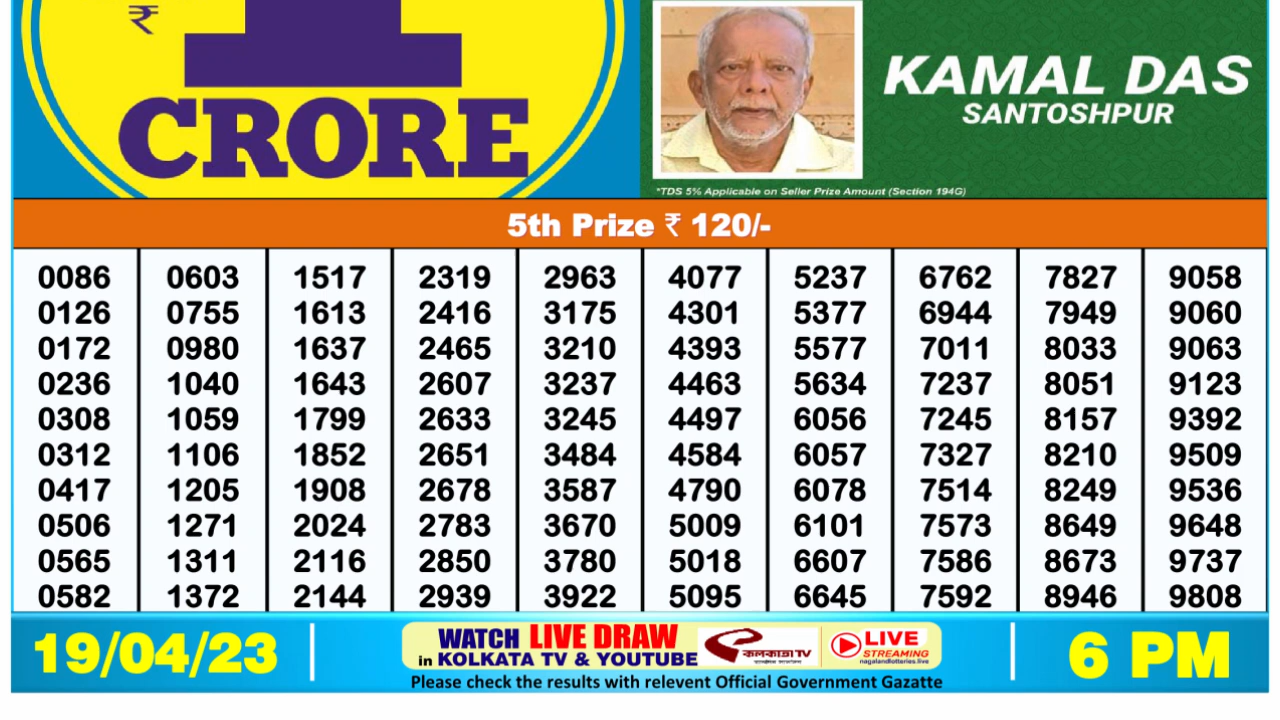 ₹
1
CRORE
KAMAL DAS
SANTOSHPUR
*TDS 5% Applicable on Seller Prize Amount (Section 194G)
5th Prize ₹ 120/-
0086 0603 1517 2319 2963 4077 5237 6762 7827 9058
0126 0755 1613 2416 3175 4301 5377 6944 7949 9060
0172 0980 1637 2465 3210 4393 5577 7011 8033 9063
0236 1040 1643 2607 3237 4463 5634 7237 8051 9123
0308 1059 1799 2633 3245 4497 6056 7245 8157 9392
0312 1106 1852 2651 3484 4584 6057 7327 8210 9509
0417 1205 1908 2678 3587 4790 6078 7514 8249 9536
0506 1271 2024 2783 3670 5009 6101 7573 8649 9648
0565 1311 2116 2850 3780 5018 6607 7586 8673 9737
0582 1372 2144 2939 3922 5095 6645 7592 8946 9808
19/04/23
WATCH LIVE DRAW
in KOLKATA TV & YOUTUBE
কলকাতা TV
LIVE
STREAMING
nagalandlotteries.live
Please check the results with relevent Official Government Gazatte
6 PM